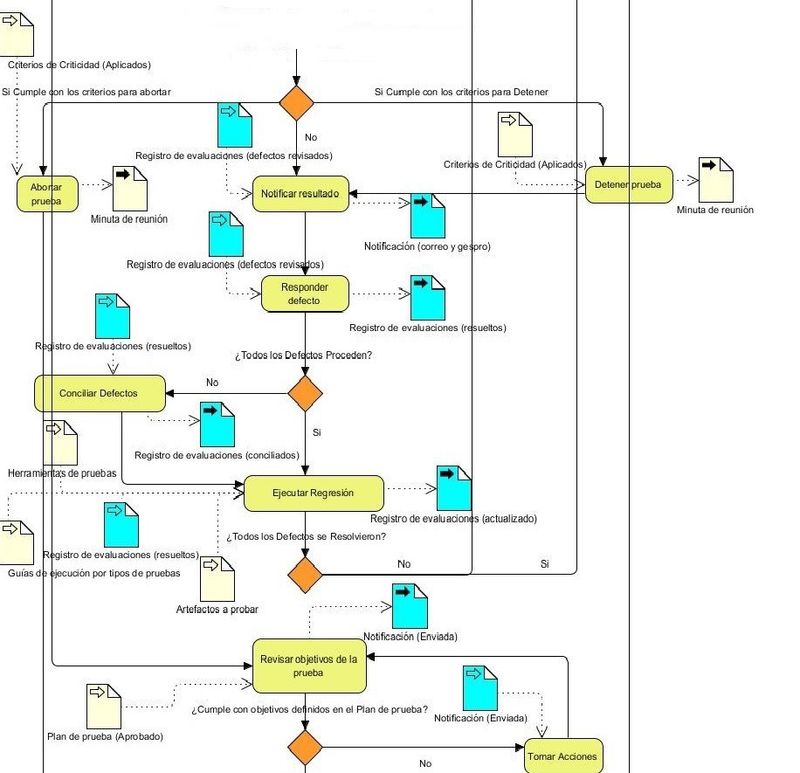 Criterios de Criticidad (Aplicados)
Si Cumple con los criterios para abortar
Si Cumple con los criterios para Detener
No
Registro de evaluaciones (defectos revisados)
Criterios de Criticidad (Aplicados)
Abortar
prueba
Notificar resultado
Detener prueba
Minuta de reunión
Minuta de reunión
Notificación (correo y gespro)
Registro de evaluaciones (defectos revisados)
Responder
defecto
Registro de evaluaciones (resueltos)
Registro de evaluaciones (resueltos)
¿Todos los Defectos Proceden?
No
Conciliar Defectos
Si
Registro de evaluaciones (conciliados)
Herramientas de pruebas
Ejecutar Regresión
Registro de evaluaciones (actualizado)
¿Todos los Defectos se Resolvieron?
Registro de evaluaciones (resueltos)
No
Si
Guías de ejecución por tipos de pruebas
Artefactos a probar
Notificación (Enviada)
Revisar objetivos de la
prueba
¿Cumple con objetivos definidos en el Plan de prueba?
Notificación (Enviada)
Plan de prueba (Aprobado)
No
Tomar Acciones